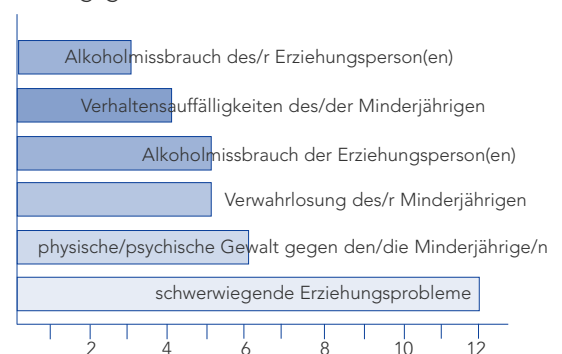 Alkoholmissbrauch des/r Erziehungsperson(en)
Verhaltensauffälligkeiten des/der Minderjährigen
Alkoholmissbrauch der Erziehungsperson(en)
Verwahrlosung des/r Minderjährigen
physische/psychische Gewalt gegen den/die Minderjährige/n
schwerwiegende Erziehungsprobleme
2 4 6 8 10 12